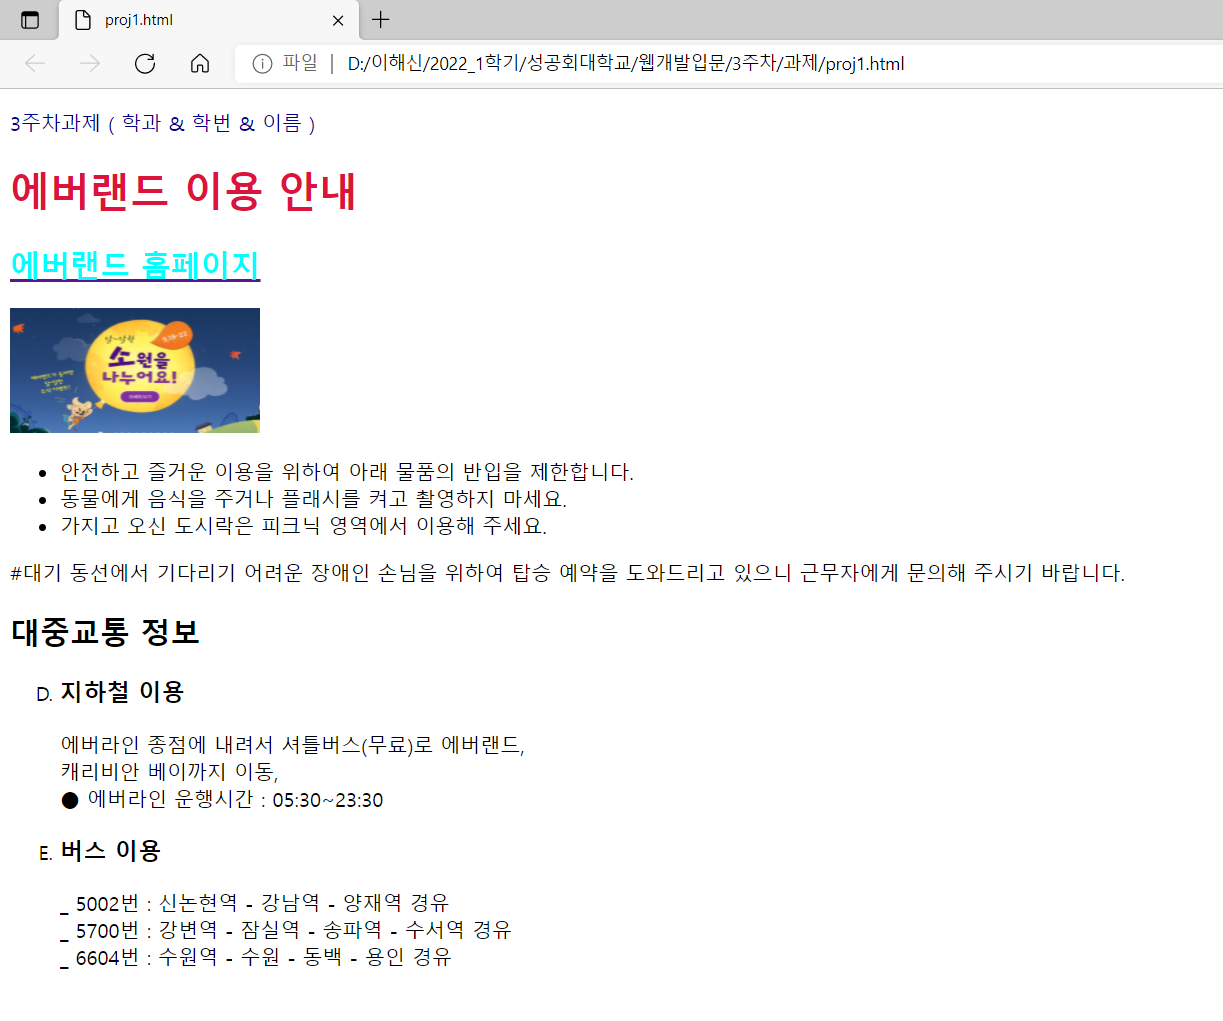 proj1.html
파일 | D:/이해신/2022_1학기/성공회대학교/웹개발입문/3주차/과제/proj1.html
3주차과제 ( 학과 & 학번 & 이름 )
에버랜드 이용 안내
에버랜드 홈페이지
소원을
나누어요!
• 안전하고 즐거운 이용을 위하여 아래 물품의 반입을 제한합니다.
• 동물에게 음식을 주거나 플래시를 켜고 촬영하지 마세요.
• 가지고 오신 도시락은 피크닉 영역에서 이용해 주세요.
#대기 동선에서 기다리기 어려운 장애인 손님을 위하여 탑승 예약을 도와드리고 있으니 근무자에게 문의해 주시기 바랍니다.
대중교통 정보
D. 지하철 이용
에버라인 종점에 내려서 셔틀버스(무료)로 에버랜드,
캐리비안 베이까지 이동,
● 에버라인 운행시간 : 05:30~23:30
E. 버스 이용
_ 5002번 : 신논현역 - 강남역 - 양재역 경유
_ 5700번 : 강변역 - 잠실역 - 송파역 - 수서역 경유
_ 6604번 : 수원역 - 수원 - 동백 - 용인 경유